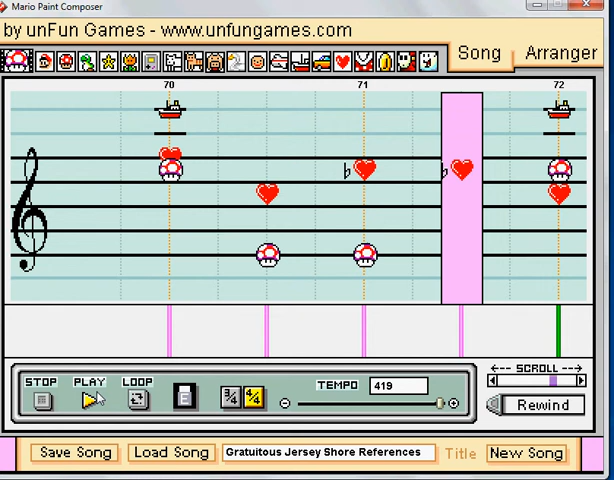 Mario Paint Composer
by unFun Games - www.unfungames.com
Song
Arranger
70
71
72
♭
♭
STOP
PLAY
LOOP
3/4
4/4
TEMPO
419
<--- SCROLL --->
Rewind
Save Song
Load Song
Gratuitous Jersey Shore References
Title
New Song